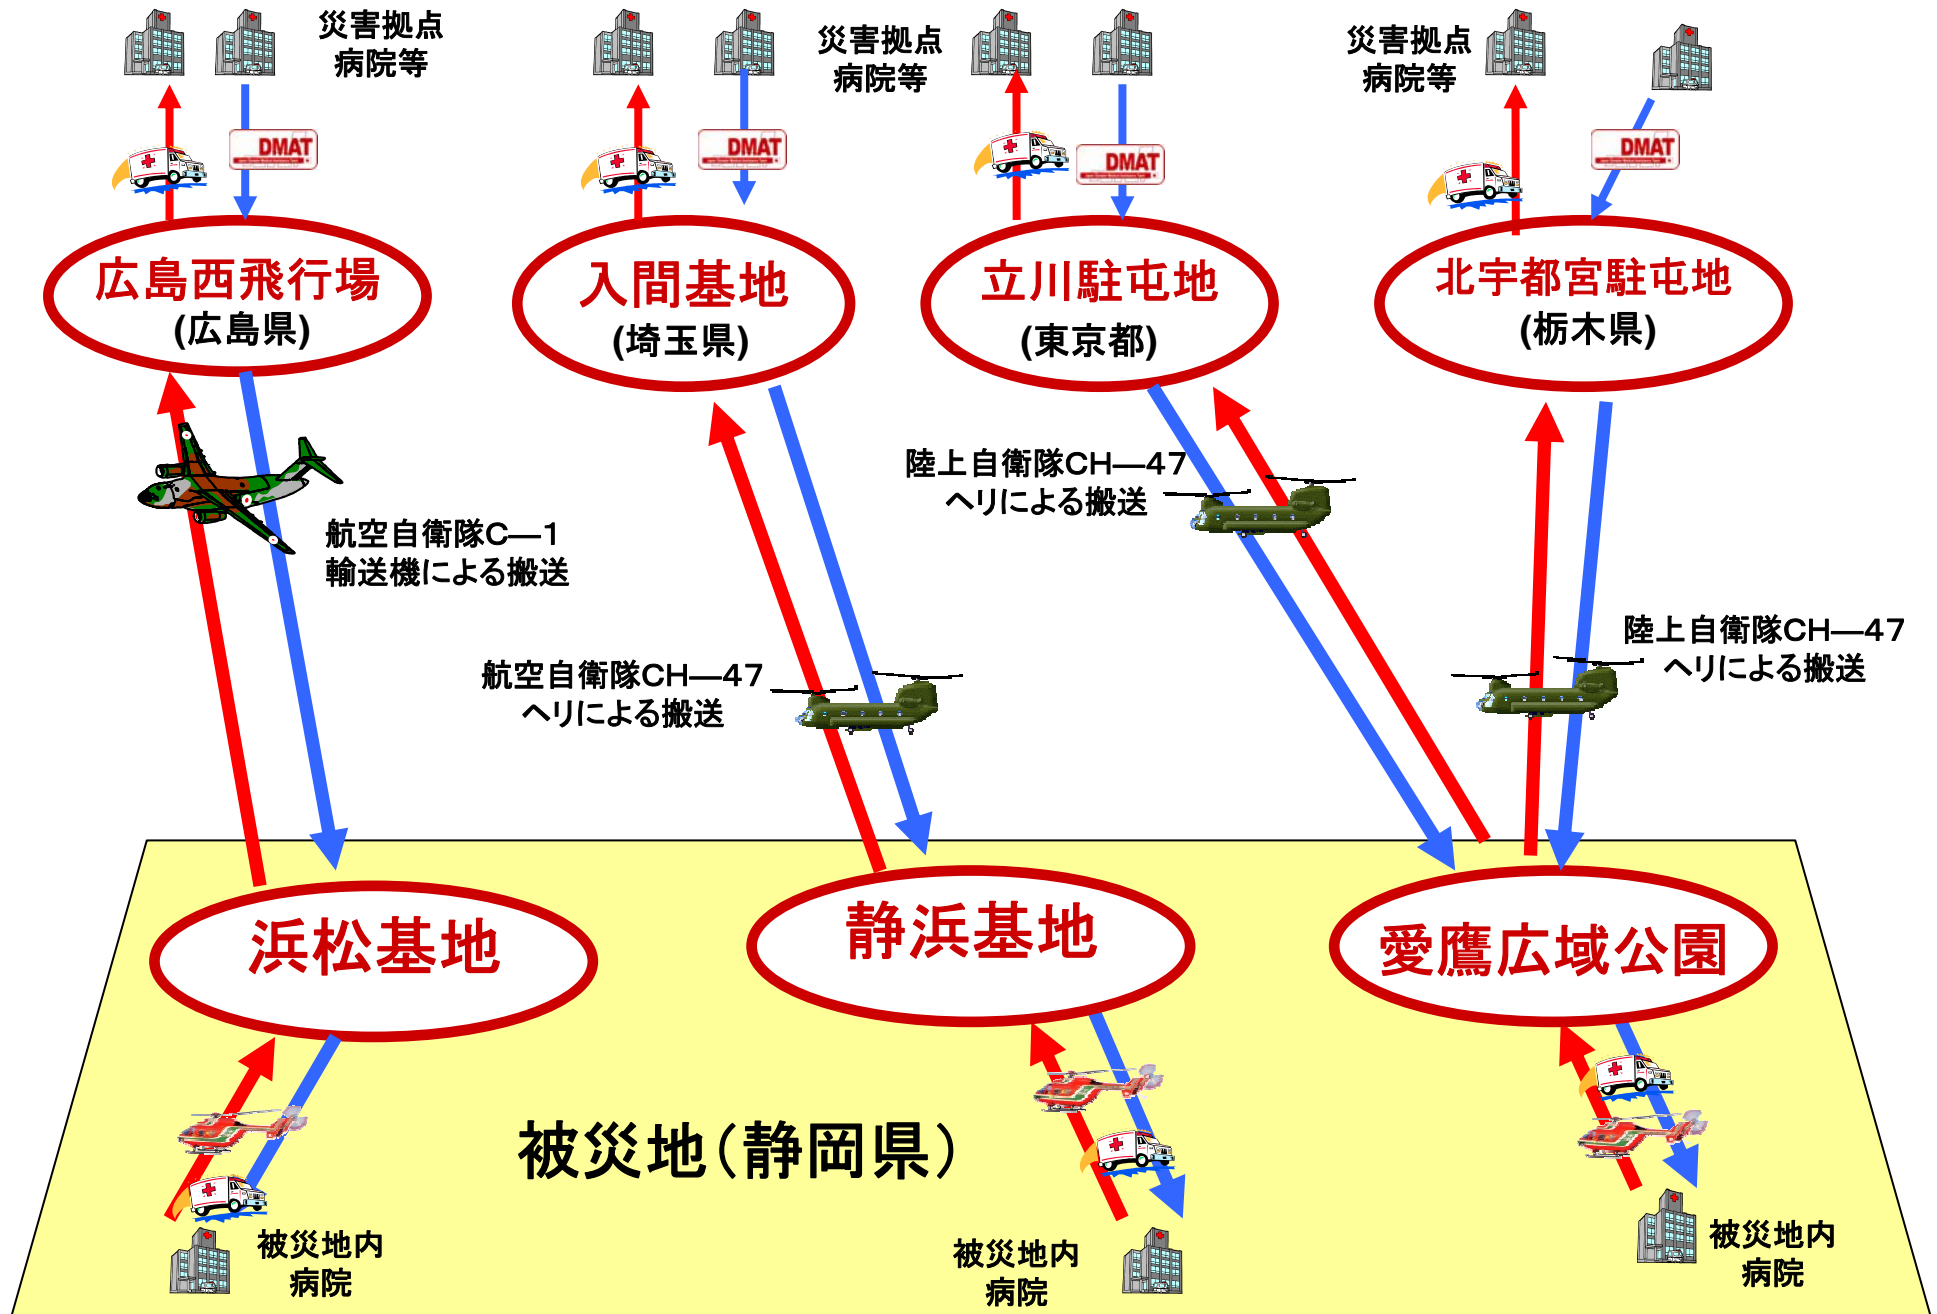 災害拠点
病院等
災害拠点
病院等
災害拠点
病院等
DMAT
DMAT
DMAT
DMAT
広島西飛行場
(広島県)
入間基地
(埼玉県)
立川駐屯地
(東京都)
北宇都宮駐屯地
(栃木県)
航空自衛隊C―1
輸送機による搬送
陸上自衛隊CH―47
ヘリによる搬送
航空自衛隊CH―47
ヘリによる搬送
陸上自衛隊CH―47
ヘリによる搬送
浜松基地
静浜基地
愛鷹広域公園
被災地（静岡県）
被災地内
病院
被災地内
病院
被災地内
病院